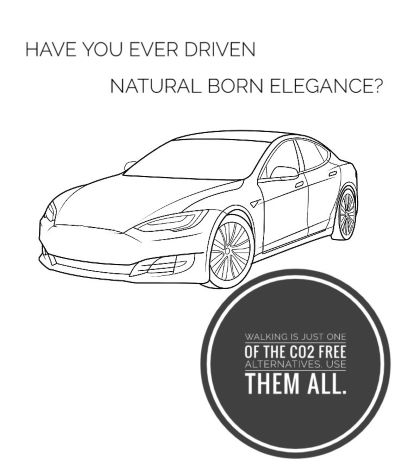 HAVE YOU EVER DRIVEN
NATURAL BORN ELEGANCE?
WALKING IS JUST ONE
OF THE CO2 FREE
ALTERNATIVES. USE
THEM ALL.